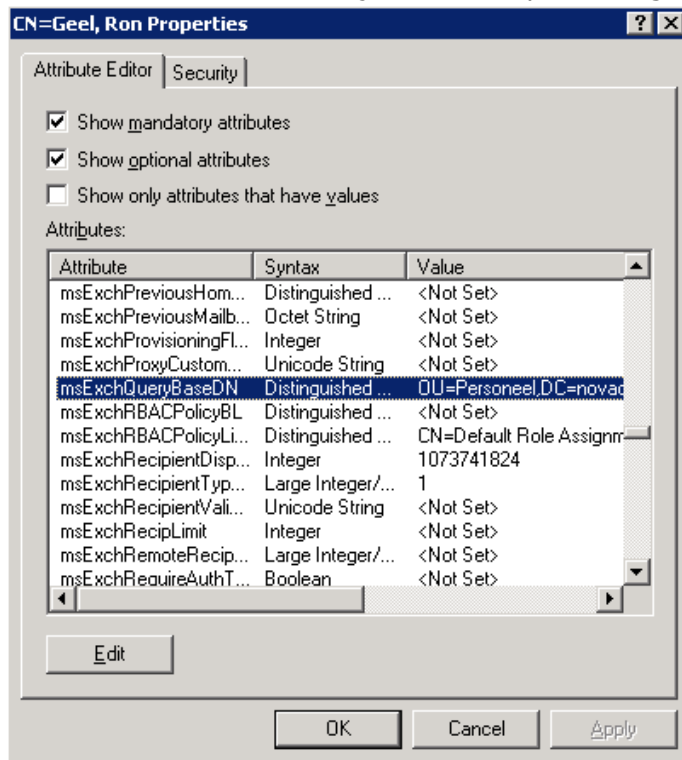 CN=Geel, Ron Properties
Attribute Editor Security
Show mandatory attributes
Show optional attributes
Show only attributes that have values
Attributes:
Attribute Syntax Value
msExchPreviousHom... Distinguished ... <Not Set>
msExchPreviousMailb... Octet String <Not Set>
msExchProvisioningFl... Integer <Not Set>
msExchProxyCustom... Unicode String <Not Set>
msExchQueryBaseDN Distinguished ... OU=Personeel,DC=novac
msExchRBACPolicyBL Distinguished ... <Not Set>
msExchRBACPolicyLi... Distinguished ... CN=Default Role Assignm
msExchRecipientDisp... Integer 1073741824
msExchRecipientTyp... Large Integer/... 1
msExchRecipientVali... Unicode String <Not Set>
msExchRecipLimit Integer <Not Set>
msExchRemoteRecip... Large Integer/... <Not Set>
msExchRequireAuthT... Boolean <Not Set>
Edit
OK Cancel Apply